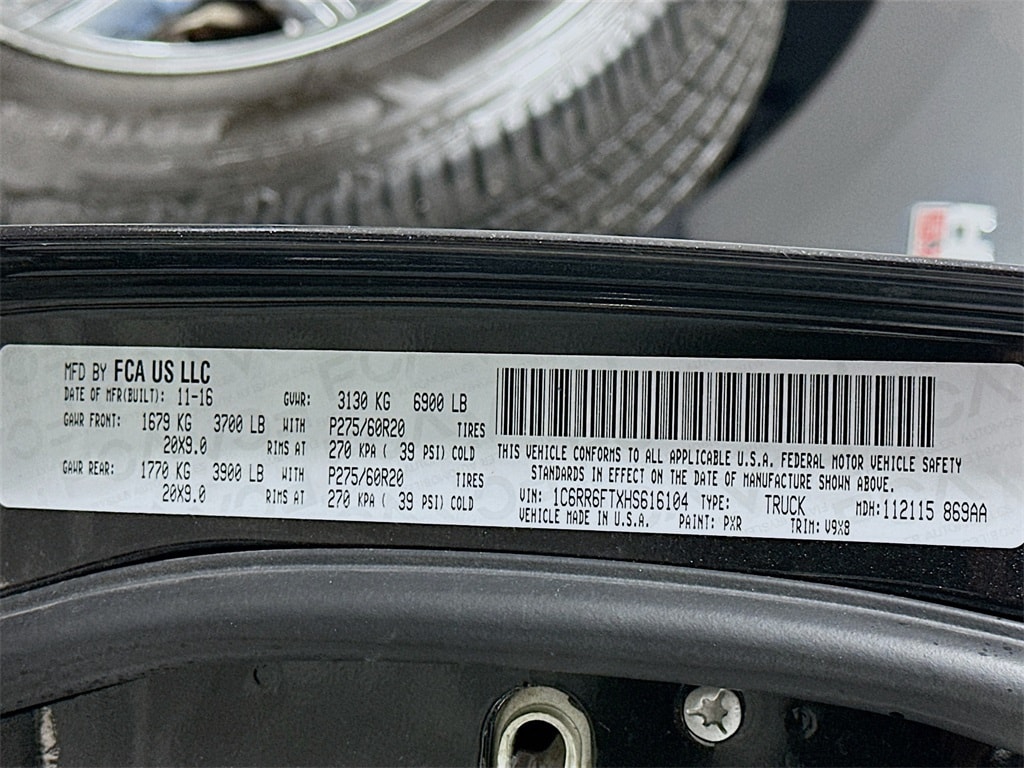 MFD BY FCA US LLC
DATE OF MFR(BUILT): 11-16 GVWR: 3130 KG 6900 LB
GAWR FRONT: 1679 KG 3700 LB WITH P275/60R20 TIRES
20X9.0 RIMS AT 270 KPA ( 39 PSI) COLD
GAWR REAR: 1770 KG 3900 LB WITH P275/60R20 TIRES
20X9.0 RIMS AT 270 KPA ( 39 PSI) COLD
THIS VEHICLE CONFORMS TO ALL APPLICABLE U.S.A. FEDERAL MOTOR VEHICLE SAFETY
STANDARDS IN EFFECT ON THE DATE OF MANUFACTURE SHOWN ABOVE.
VIN: 1C6RR6FTXHS616104 TYPE: TRUCK MDH:112115 869AA
VEHICLE MADE IN U.S.A. PAINT: PXR TRIM: V9X8